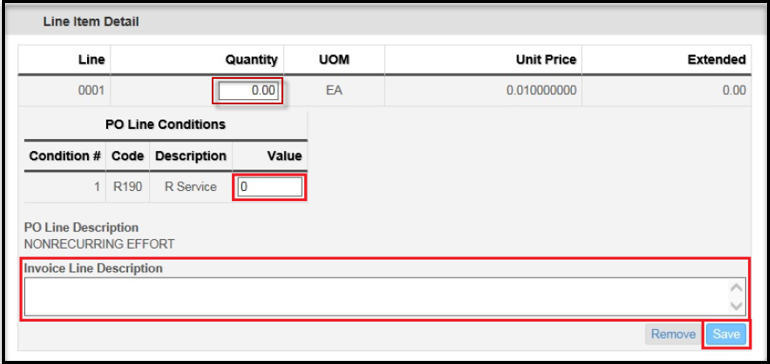 Line Item Detail
Line Quantity UOM Unit Price Extended
0001 0.00 EA 0.010000000 0.00
PO Line Conditions
Condition # Code Description Value
1 R190 R Service 0
PO Line Description
NONRECURRING EFFORT
Invoice Line Description
Remove Save